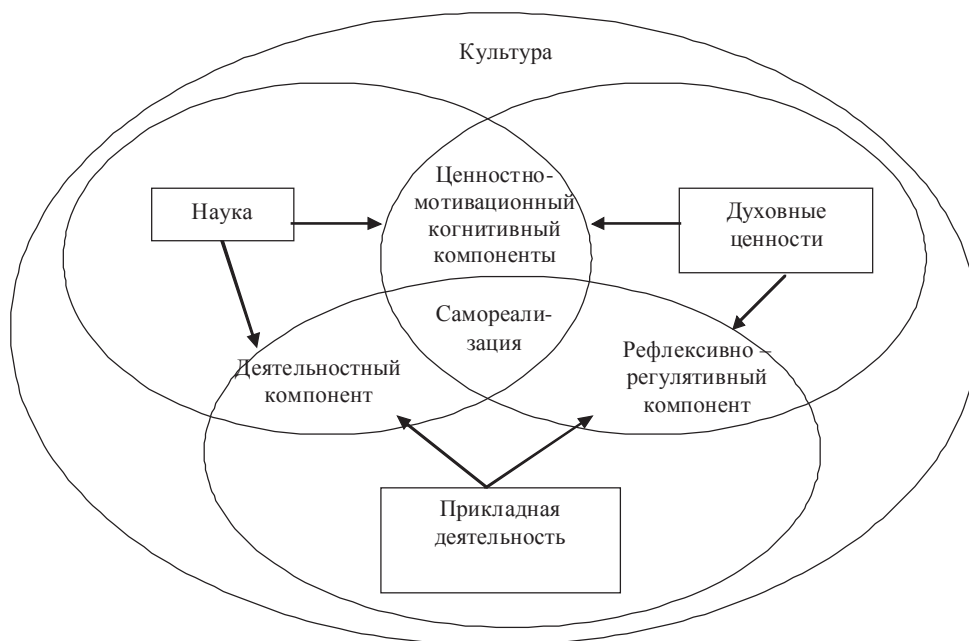 Культура
Ценностно-
мотивационный
когнитивный
компоненты
Наука
Духовные
ценности
Самореали-
зация
Деятельностный
компонент
Рефлексивно –
регулятивный
компонент
Прикладная
деятельность